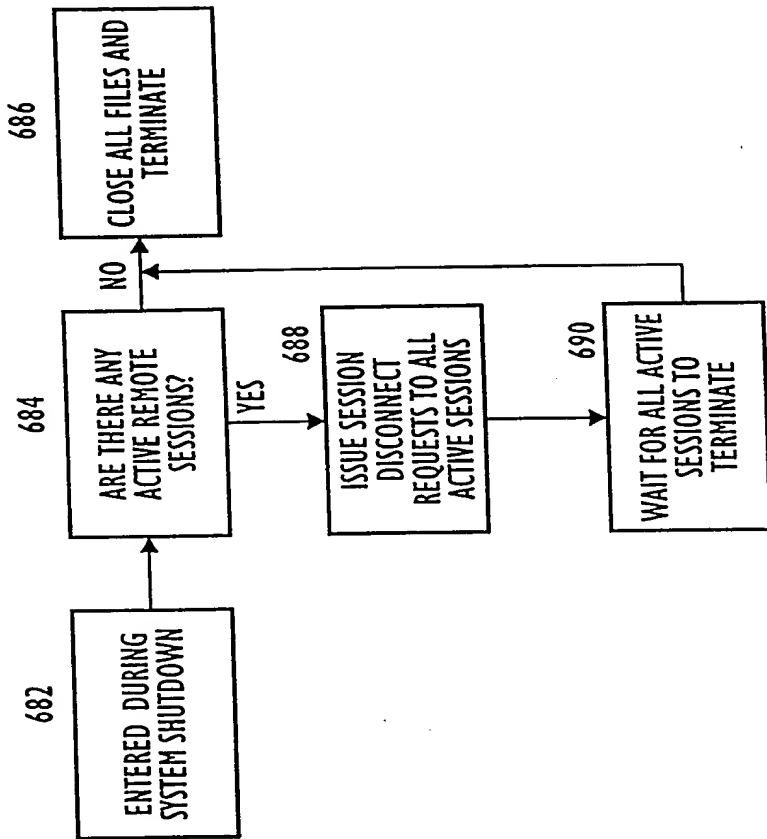 682
ENTERED DURING
SYSTEM SHUTDOWN
684
ARE THERE ANY
ACTIVE REMOTE
SESSIONS?
NO
686
CLOSE ALL FILES AND
TERMINATE
YES
688
ISSUE SESSION
DISCONNECT
REQUESTS TO ALL
ACTIVE SESSIONS
690
WAIT FOR ALL ACTIVE
SESSIONS TO
TERMINATE